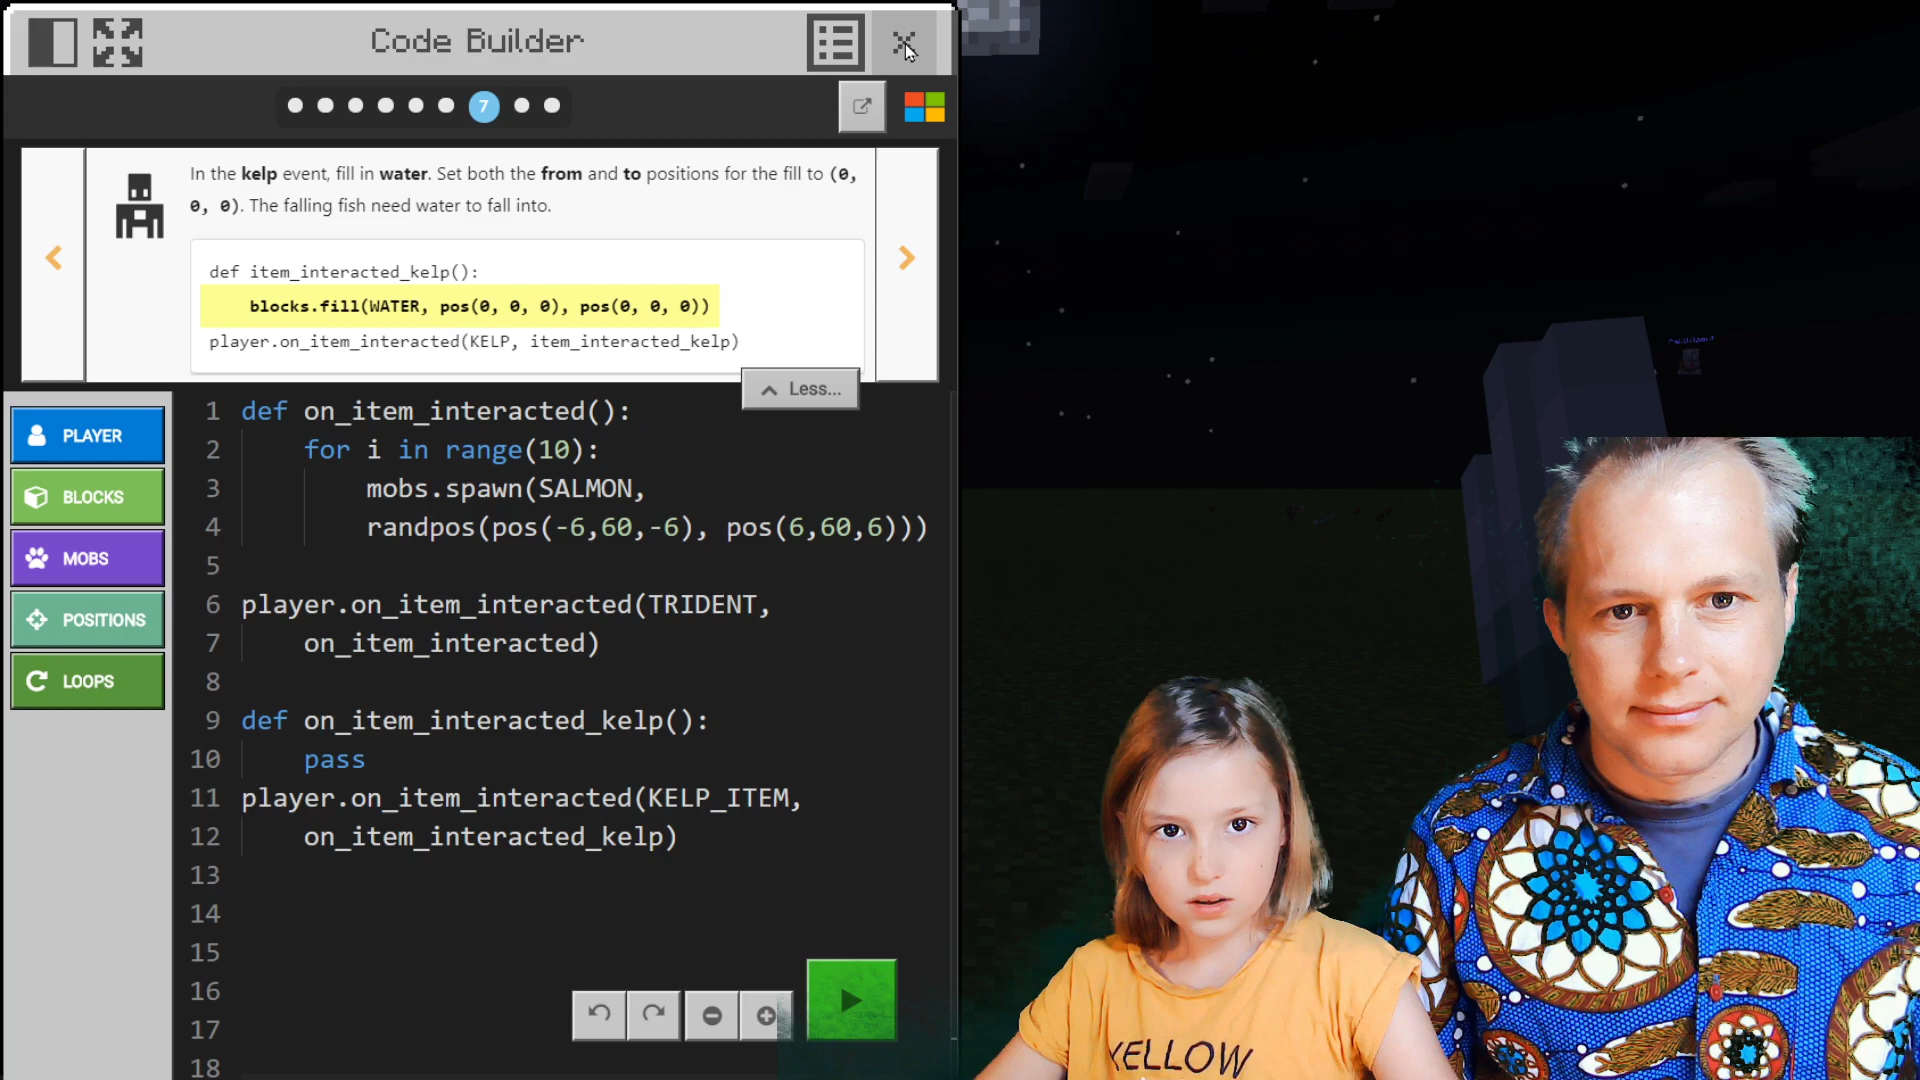 Code Builder
7
In the kelp event, fill in water. Set both the from and to positions for the fill to (0,
0, 0). The falling fish need water to fall into.
def item_interacted_kelp():
blocks.fill(WATER, pos(0, 0, 0), pos(0, 0, 0))
player.on_item_interacted(KELP, item_interacted_kelp)
Less...
PLAYER
BLOCKS
MOBS
POSITIONS
LOOPS
1 def on_item_interacted():
2 for i in range(10):
3 mobs.spawn(SALMON,
4 randpos(pos(-6,60,-6), pos(6,60,6)))
5
6 player.on_item_interacted(TRIDENT,
7 on_item_interacted)
8
9 def on_item_interacted_kelp():
10 pass
11 player.on_item_interacted(KELP_ITEM,
12 on_item_interacted_kelp)
13
14
15
16
17
18
YELLOW